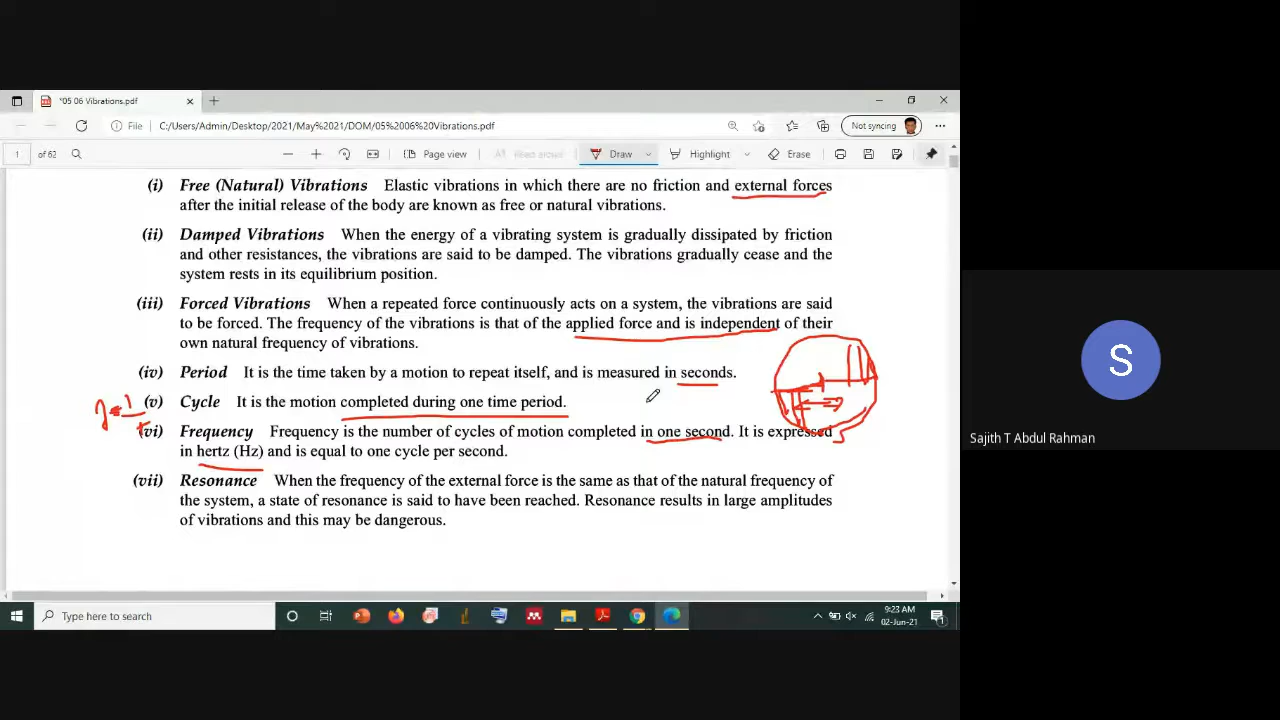 *05 06 Vibrations.pdf
File
C:/Users/Admin/Desktop/2021/May%2021/DOM/05%2006%20Vibrations.pdf
Not syncing
1 of 62
Page view
Read aloud
Draw
Highlight
Erase
(i) Free (Natural) Vibrations Elastic vibrations in which there are no friction and external forces
after the initial release of the body are known as free or natural vibrations.
(ii) Damped Vibrations When the energy of a vibrating system is gradually dissipated by friction
and other resistances, the vibrations are said to be damped. The vibrations gradually cease and the
system rests in its equilibrium position.
(iii) Forced Vibrations When a repeated force continuously acts on a system, the vibrations are said
to be forced. The frequency of the vibrations is that of the applied force and is independent of their
own natural frequency of vibrations.
(iv) Period It is the time taken by a motion to repeat itself, and is measured in seconds.
(v) Cycle It is the motion completed during one time period.
(vi) Frequency Frequency is the number of cycles of motion completed in one second. It is expressed
in hertz (Hz) and is equal to one cycle per second.
(vii) Resonance When the frequency of the external force is the same as that of the natural frequency of
the system, a state of resonance is said to have been reached. Resonance results in large amplitudes
of vibrations and this may be dangerous.
S
Sajith T Abdul Rahman
Type here to search
9:23 AM
02-Jun-21
1